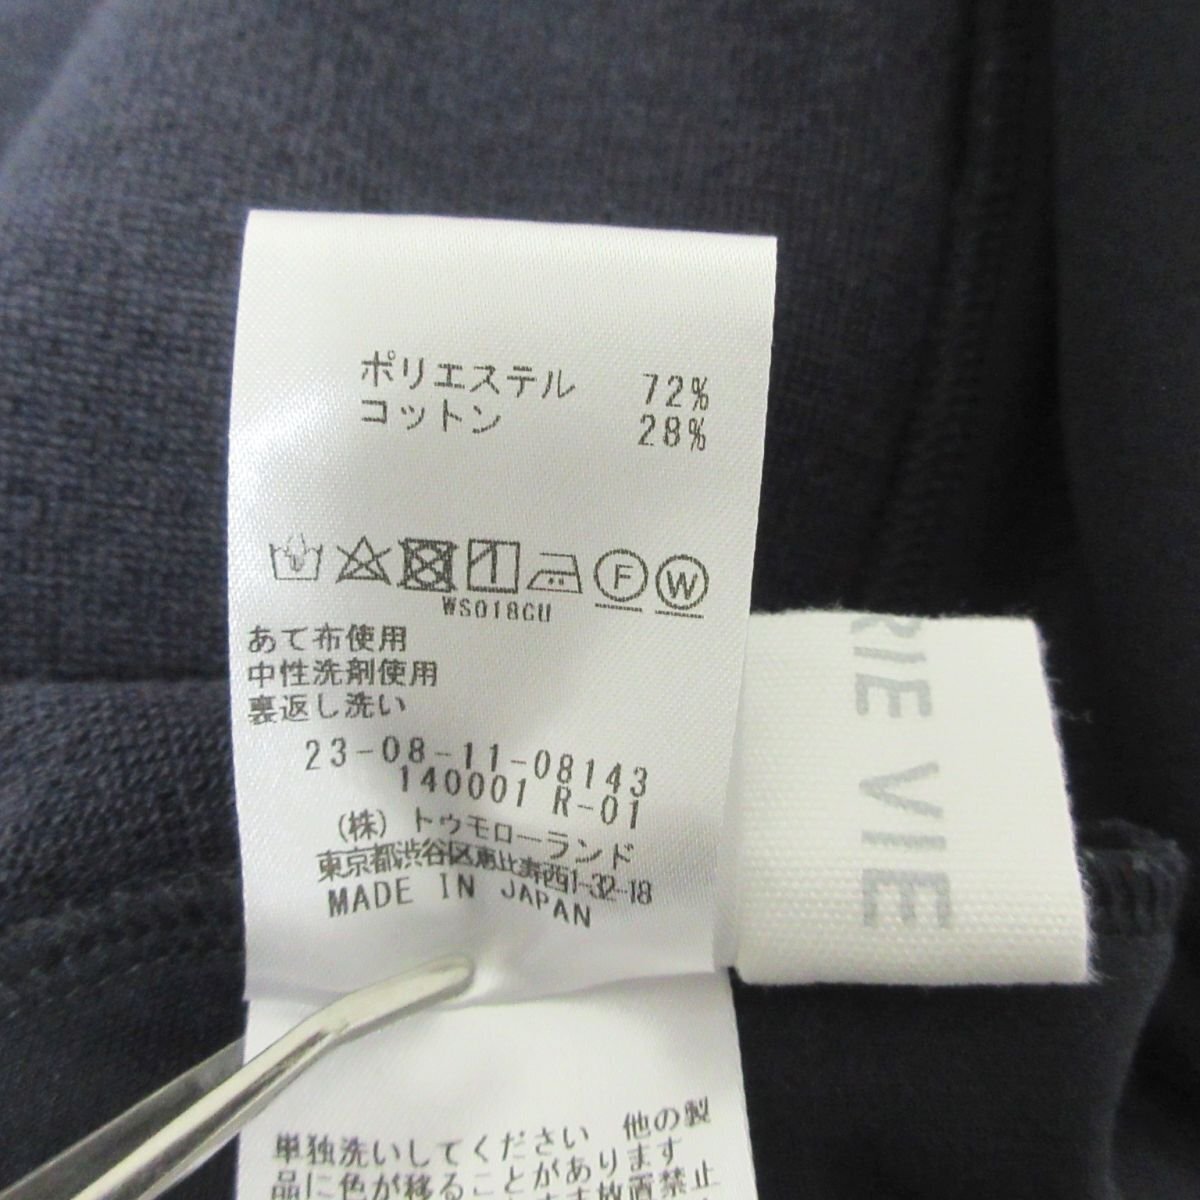 ポリエステル 72%
コットン 28%
F W
WS018CU
あて布使用
中性洗剤使用
裏返し洗い
23-08-11-08143
140001 R-01
(株) トゥモローランド
東京都渋谷区恵比寿西1-32-18
MADE IN JAPAN
RIE VIE
単独洗いしてください 他の製
品に色が移ることがあります
放置禁止